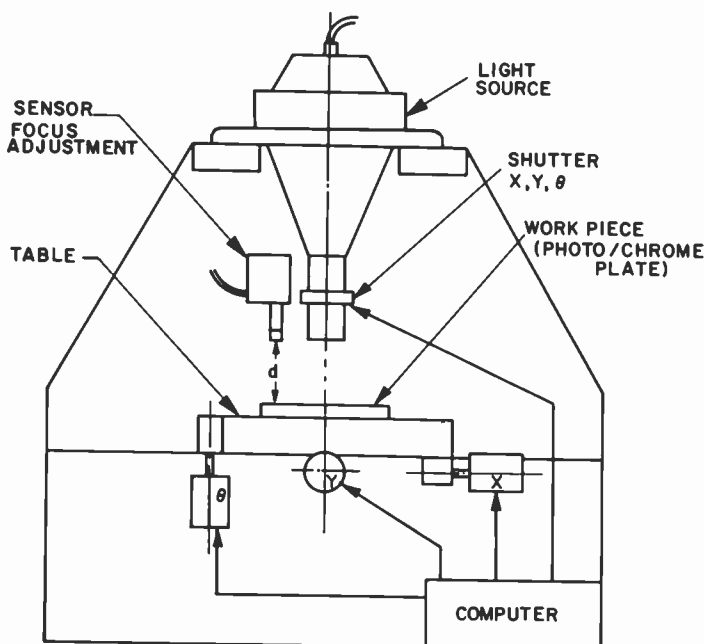 LIGHT
SOURCE
SENSOR
FOCUS
ADJUSTMENT
SHUTTER
X, Y, θ
WORK PIECE
(PHOTO/CHROME
PLATE)
TABLE
d
θ
Y
X
COMPUTER